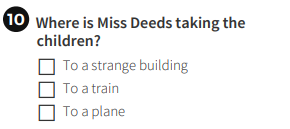 10 Where is Miss Deeds taking the
children?
To a strange building
To a train
To a plane